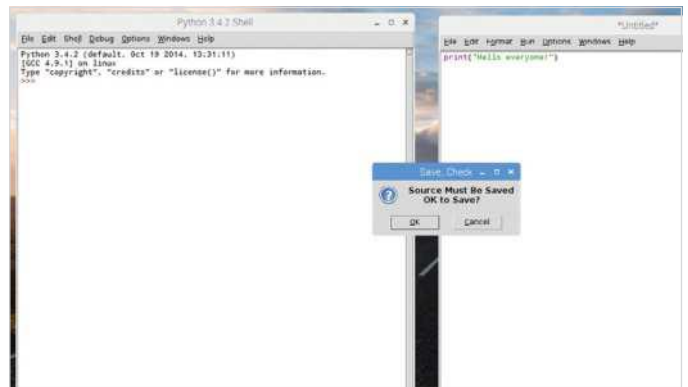 Python 3.4.2 Shell
File Edit Shell Debug Options Windows Help
Python 3.4.2 (default, Oct 19 2014, 13:31:11)
[GCC 4.9.1] on linux
Type "copyright", "credits" or "license()" for more information.
>>>
*Untitled*
File Edit Format Run Options Windows Help
print("Hello everyone!")
Save Check
Source Must Be Saved
OK to Save?
OK Cancel